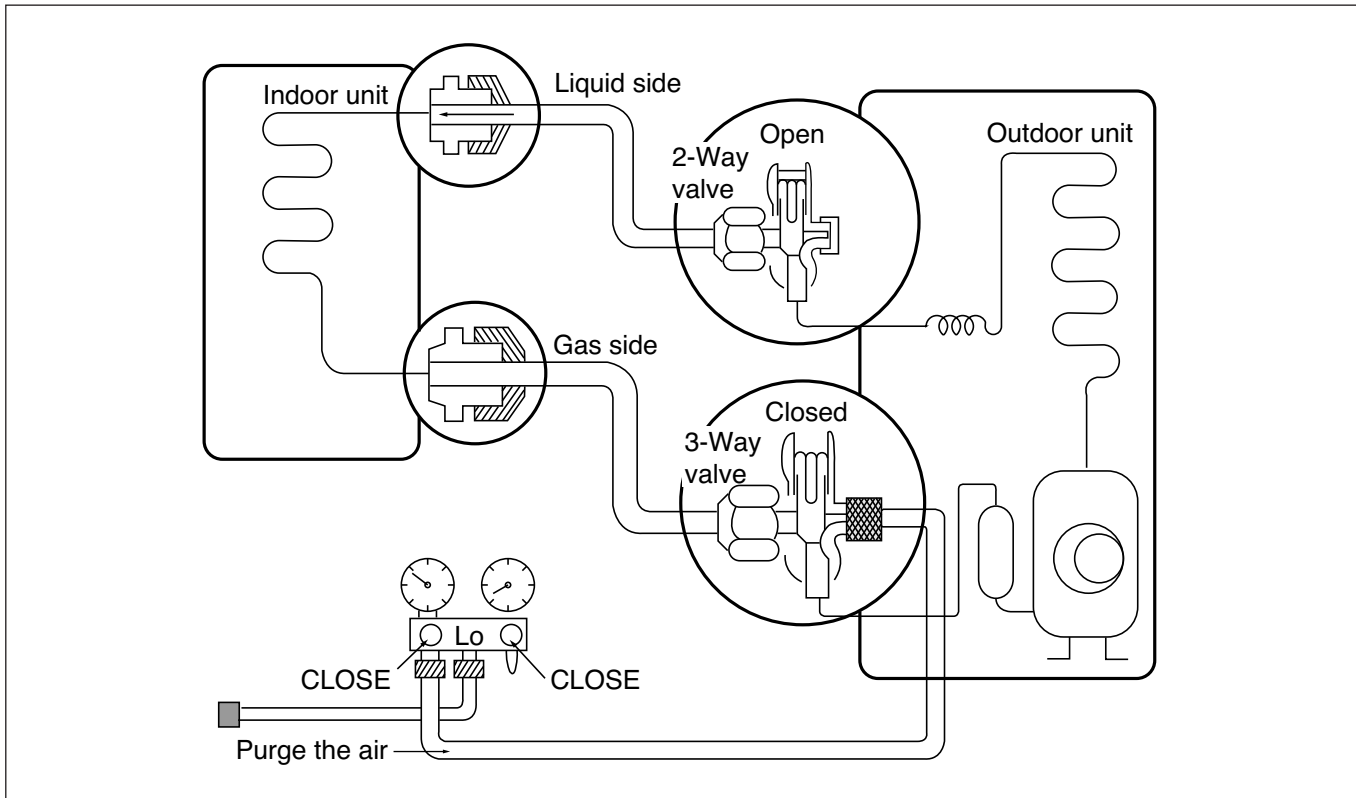 Indoor unit
Liquid side
Open
2-Way
valve
Outdoor unit
Gas side
Closed
3-Way
valve
Lo
CLOSE
CLOSE
Purge the air